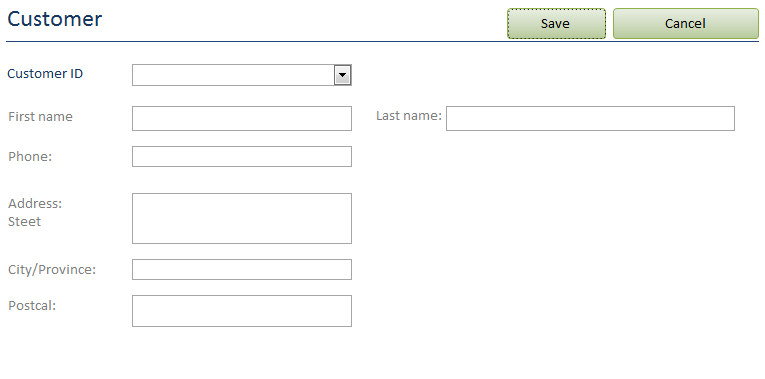 Customer
Save
Cancel
Customer ID
First name
Last name:
Phone:
Address:
Steet
City/Province:
Postcal: